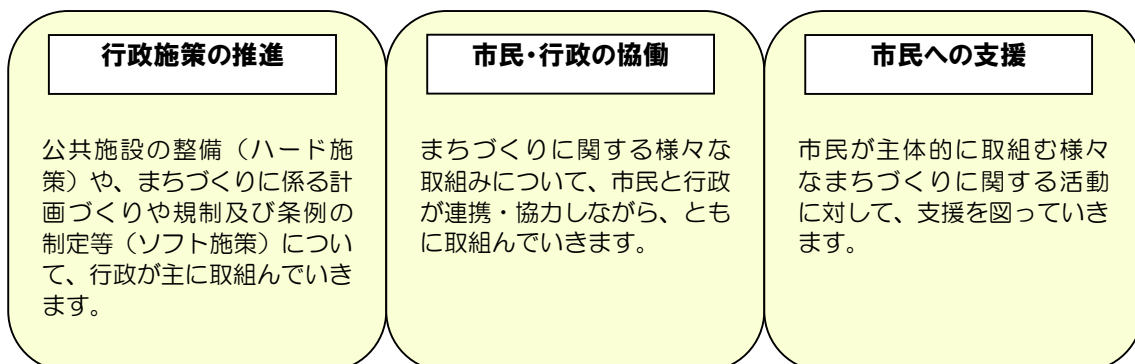 行政施策の推進
公共施設の整備（ハード施
策）や、まちづくりに係る計
画づくりや規制及び条例の
制定等（ソフト施策）につい
て、行政が主に取組んでいき
ます。
市民・行政の協働
まちづくりに関する様々な
取組みについて、市民と行政
が連携・協力しながら、とも
に取組んでいきます。
市民への支援
市民が主体的に取組む様々
なまちづくりに関する活動
に対して、支援を図っていき
ます。